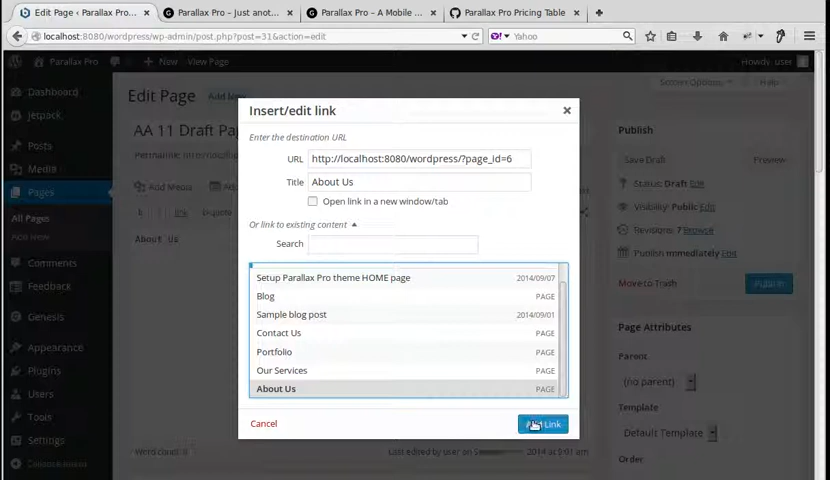 Edit Page ‹ Parallax Pro... ×
Parallax Pro – Just anot... ×
Parallax Pro – A Mobile ... ×
Parallax Pro Pricing Table ×
localhost:8080/wordpress/wp-admin/post.php?post=31&action=edit
Yahoo
Parallax Pro
New
View Page
Howdy, user
Screen Options
Help
Dashboard
Jetpack
Posts
Media
Pages
All Pages
Add New
Comments
Feedback
Genesis
Appearance
Plugins
Users
Tools
Settings
Collapse menu
Edit Page
Add New
AA 11 Draft Pa
Permalink:
Add Media
b
link
b-quote
About Us
Insert/edit link
Enter the destination URL
URL http://localhost:8080/wordpress/?page_id=6
Title About Us
Open link in a new window/tab
Or link to existing content
Search
Setup Parallax Pro theme HOME page 2014/09/07
Blog PAGE
Sample blog post 2014/09/01
Contact Us PAGE
Portfolio PAGE
Our Services PAGE
About Us PAGE
Cancel
Add Link
Word count:
Last edited by user on
2014 at 9:01 am
Publish
Save Draft
Preview
Status: Draft Edit
Visibility: Public Edit
Revisions: 7 Browse
Publish immediately Edit
Move to Trash
Publish
Page Attributes
Parent
(no parent)
Template
Default Template
Order